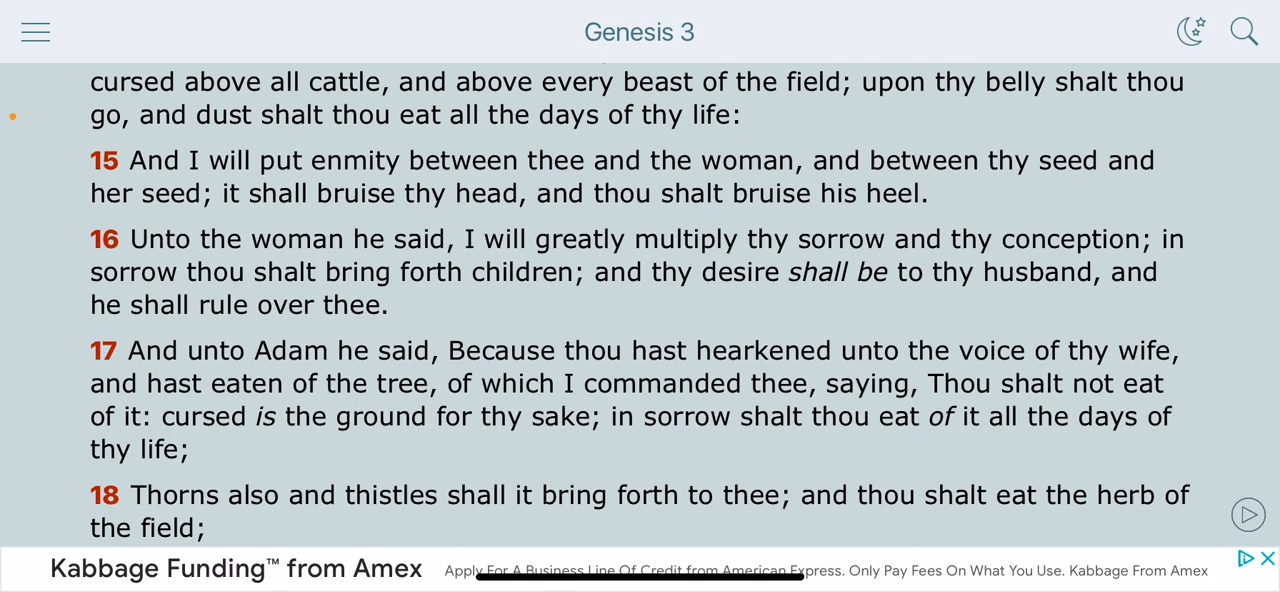 Genesis 3
cursed above all cattle, and above every beast of the field; upon thy belly shalt thou
go, and dust shalt thou eat all the days of thy life:
15 And I will put enmity between thee and the woman, and between thy seed and
her seed; it shall bruise thy head, and thou shalt bruise his heel.
16 Unto the woman he said, I will greatly multiply thy sorrow and thy conception; in
sorrow thou shalt bring forth children; and thy desire shall be to thy husband, and
he shall rule over thee.
17 And unto Adam he said, Because thou hast hearkened unto the voice of thy wife,
and hast eaten of the tree, of which I commanded thee, saying, Thou shalt not eat
of it: cursed is the ground for thy sake; in sorrow shalt thou eat of it all the days of
thy life;
18 Thorns also and thistles shall it bring forth to thee; and thou shalt eat the herb of
the field;
Kabbage Funding™ from Amex
Apply For A Business Line Of Credit from American Express. Only Pay Fees On What You Use. Kabbage From Amex